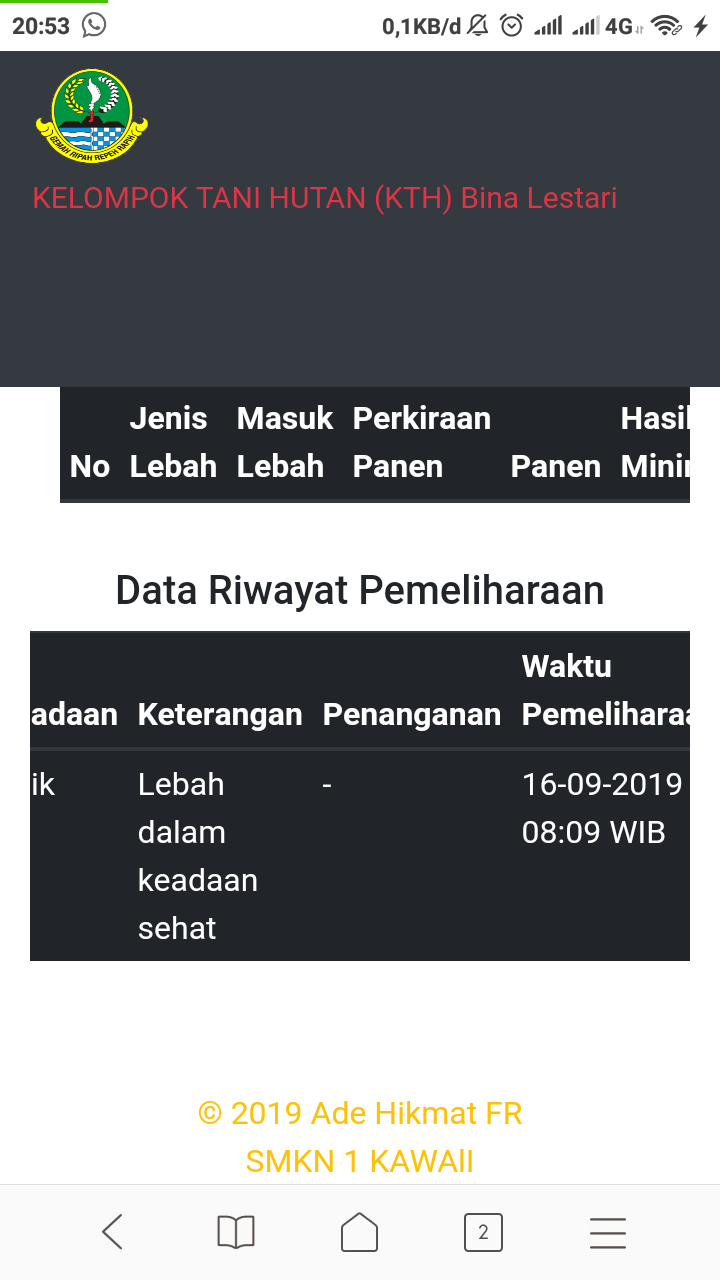 20:53 0,1KB/d 4G
GEMAH RIPAH REPEH RAPIH
KELOMPOK TANI HUTAN (KTH) Bina Lestari
Jenis Masuk Perkiraan Hasil
No Lebah Lebah Panen Panen Minim
Data Riwayat Pemeliharaan
Waktu
adaan Keterangan Penanganan Pemeliharaa
ik Lebah - 16-09-2019
dalam 08:09 WIB
keadaan
sehat
© 2019 Ade Hikmat FR
SMKN 1 KAWAlI
2